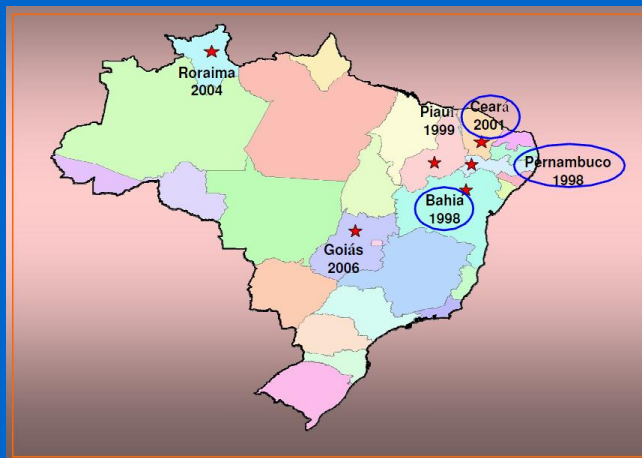 Roraima
2004
Piauí
1999
Ceará
2001
Pernambuco
1998
Bahia
1998
Goiás
2006